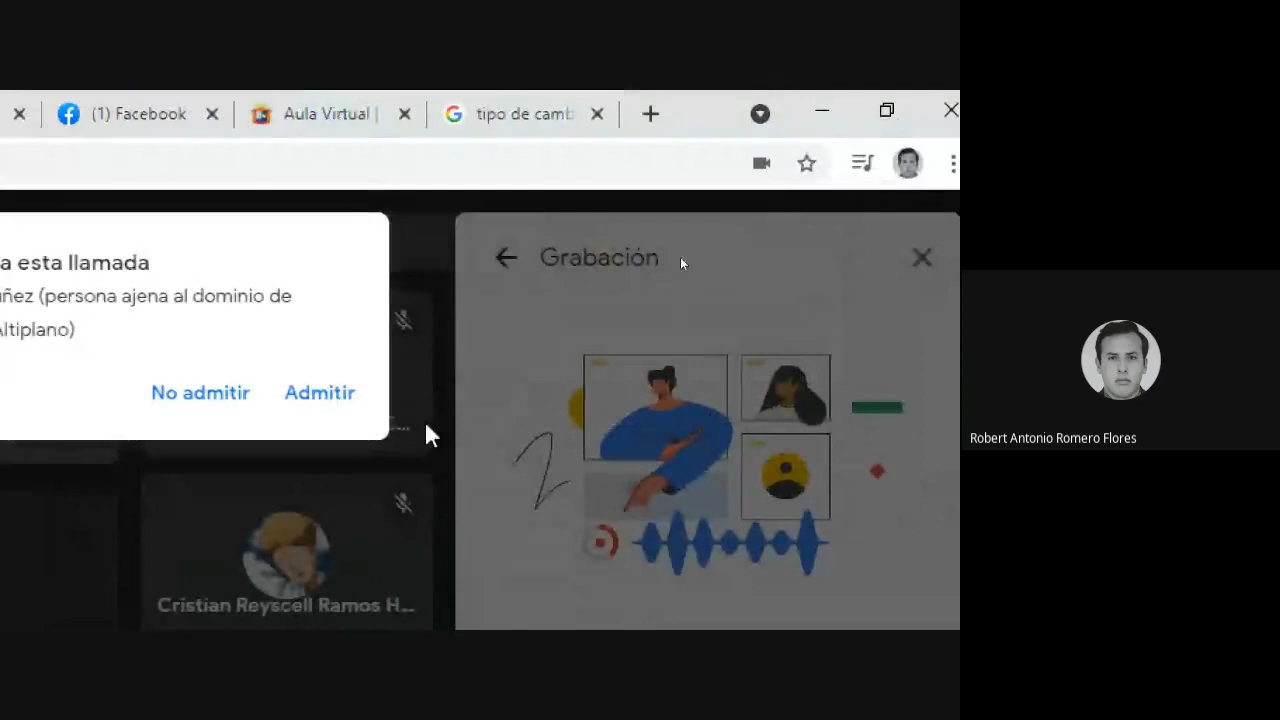 (1) Facebook
Aula Virtual |
tipo de camb
a esta llamada
ñez (persona ajena al dominio de
Altiplano)
No admitir
Admitir
Grabación
Cristian Reyscell Ramos H...
Robert Antonio Romero Flores